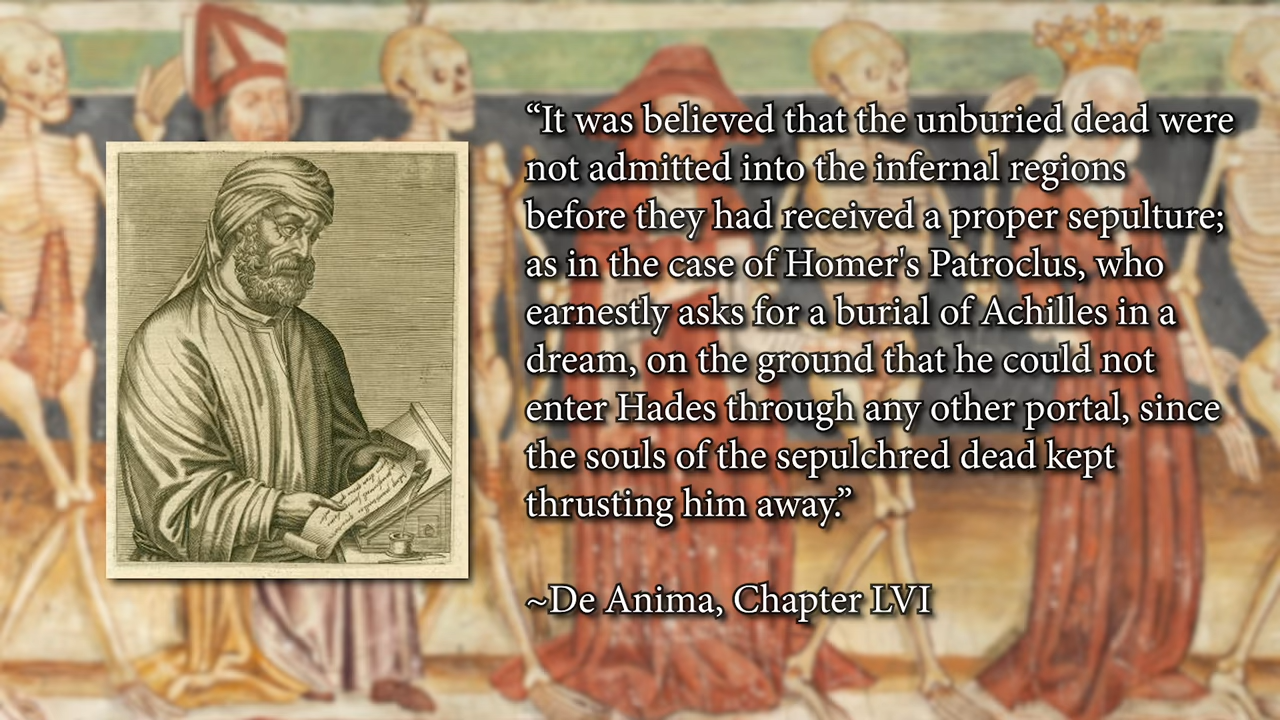 “It was believed that the unburied dead were
not admitted into the infernal regions
before they had received a proper sepulture;
as in the case of Homer's Patroclus, who
earnestly asks for a burial of Achilles in a
dream, on the ground that he could not
enter Hades through any other portal, since
the souls of the sepulchred dead kept
thrusting him away.”
~De Anima, Chapter LVI